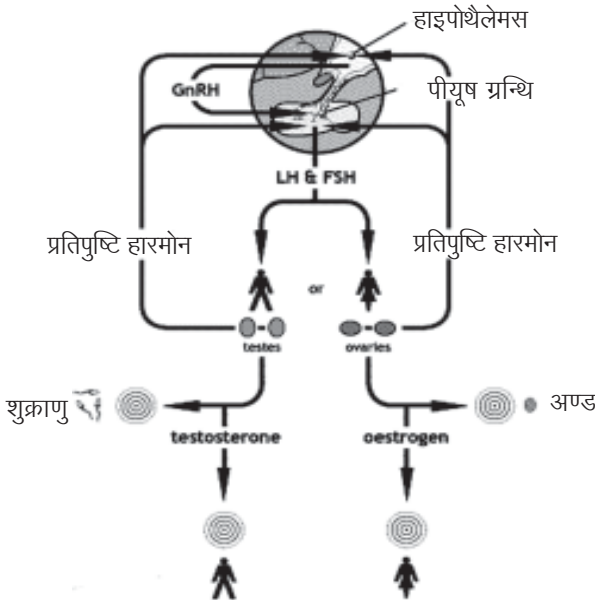 हाइपोथैलेमस
GnRH
पीयूष ग्रन्थि
LH & FSH
प्रतिपुष्टि हारमोन
प्रतिपुष्टि हारमोन
or
testes
ovaries
शुक्राणु
अण्ड
testosterone
oestrogen